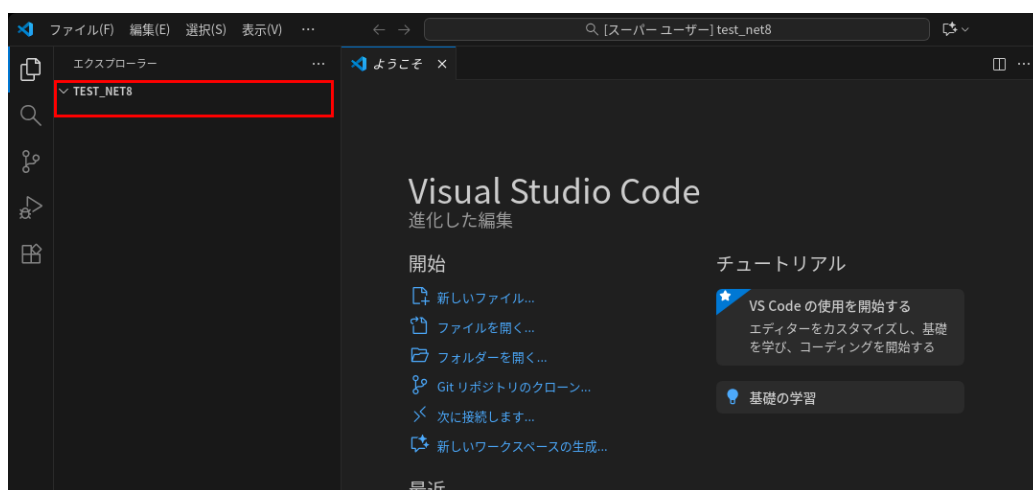 ファイル(F) 編集(E) 選択(S) 表示(V) … ← → [スーパー ユーザー] test_net8
エクスプローラー …
ようこそ ×
TEST_NET8
Visual Studio Code
進化した編集
開始
新しいファイル...
ファイルを開く...
フォルダーを開く...
Git リポジトリのクローン...
次に接続します...
新しいワークスペースの生成...
最近
チュートリアル
VS Code の使用を開始する
エディターをカスタマイズし、基礎
を学び、コーディングを開始する
基礎の学習